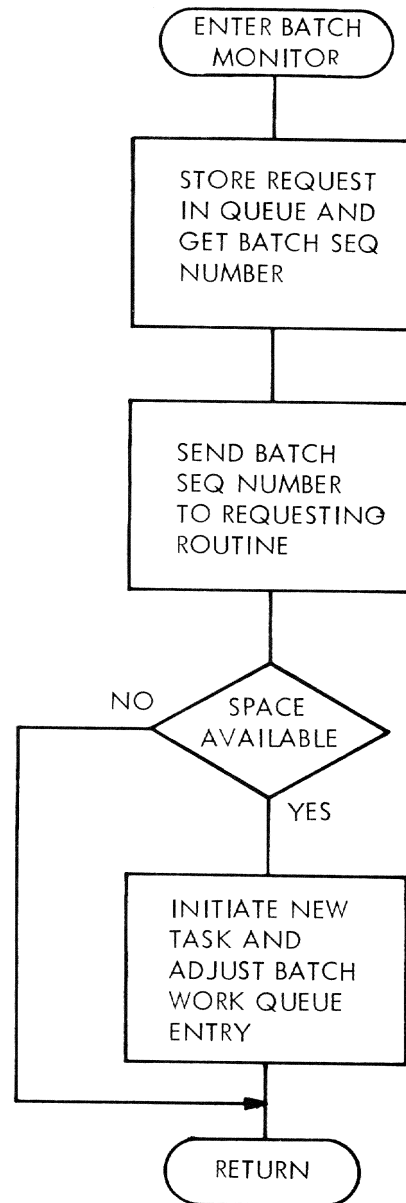 ENTER BATCH
MONITOR
STORE REQUEST
IN QUEUE AND
GET BATCH SEQ
NUMBER
SEND BATCH
SEQ NUMBER
TO REQUESTING
ROUTINE
NO
SPACE
AVAILABLE
YES
INITIATE NEW
TASK AND
ADJUST BATCH
WORK QUEUE
ENTRY
RETURN